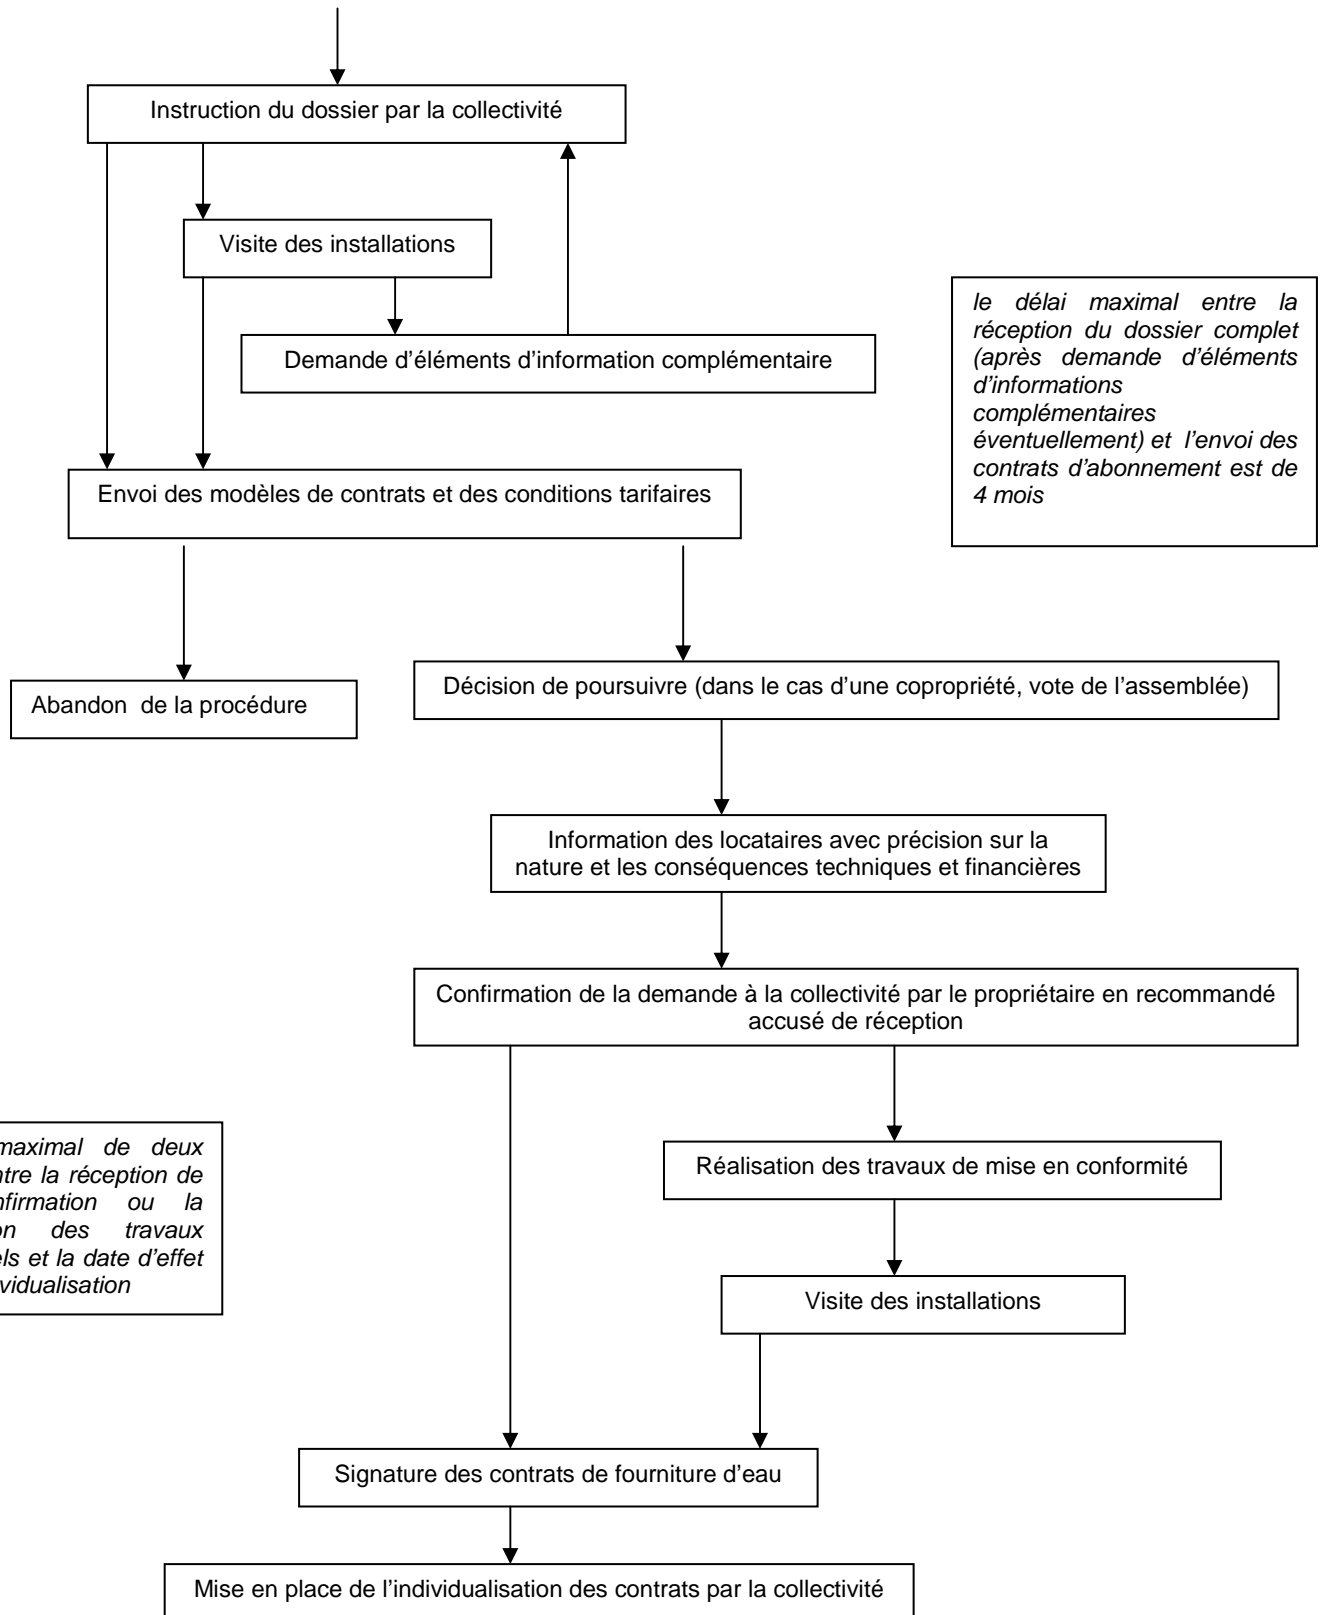 Instruction du dossier par la collectivité
Visite des installations
Demande d’éléments d’information complémentaire
le délai maximal entre la
réception du dossier complet
(après demande d’éléments
d’informations
complémentaires
éventuellement) et l’envoi des
contrats d’abonnement est de
4 mois
Envoi des modèles de contrats et des conditions tarifaires
Abandon de la procédure
Décision de poursuivre (dans le cas d’une copropriété, vote de l’assemblée)
Information des locataires avec précision sur la
nature et les conséquences techniques et financières
Confirmation de la demande à la collectivité par le propriétaire en recommandé
accusé de réception
maximal de deux
la réception de
ou la
des travaux
et la date d’effet
Réalisation des travaux de mise en conformité
Visite des installations
Signature des contrats de fourniture d’eau
Mise en place de l’individualisation des contrats par la collectivité